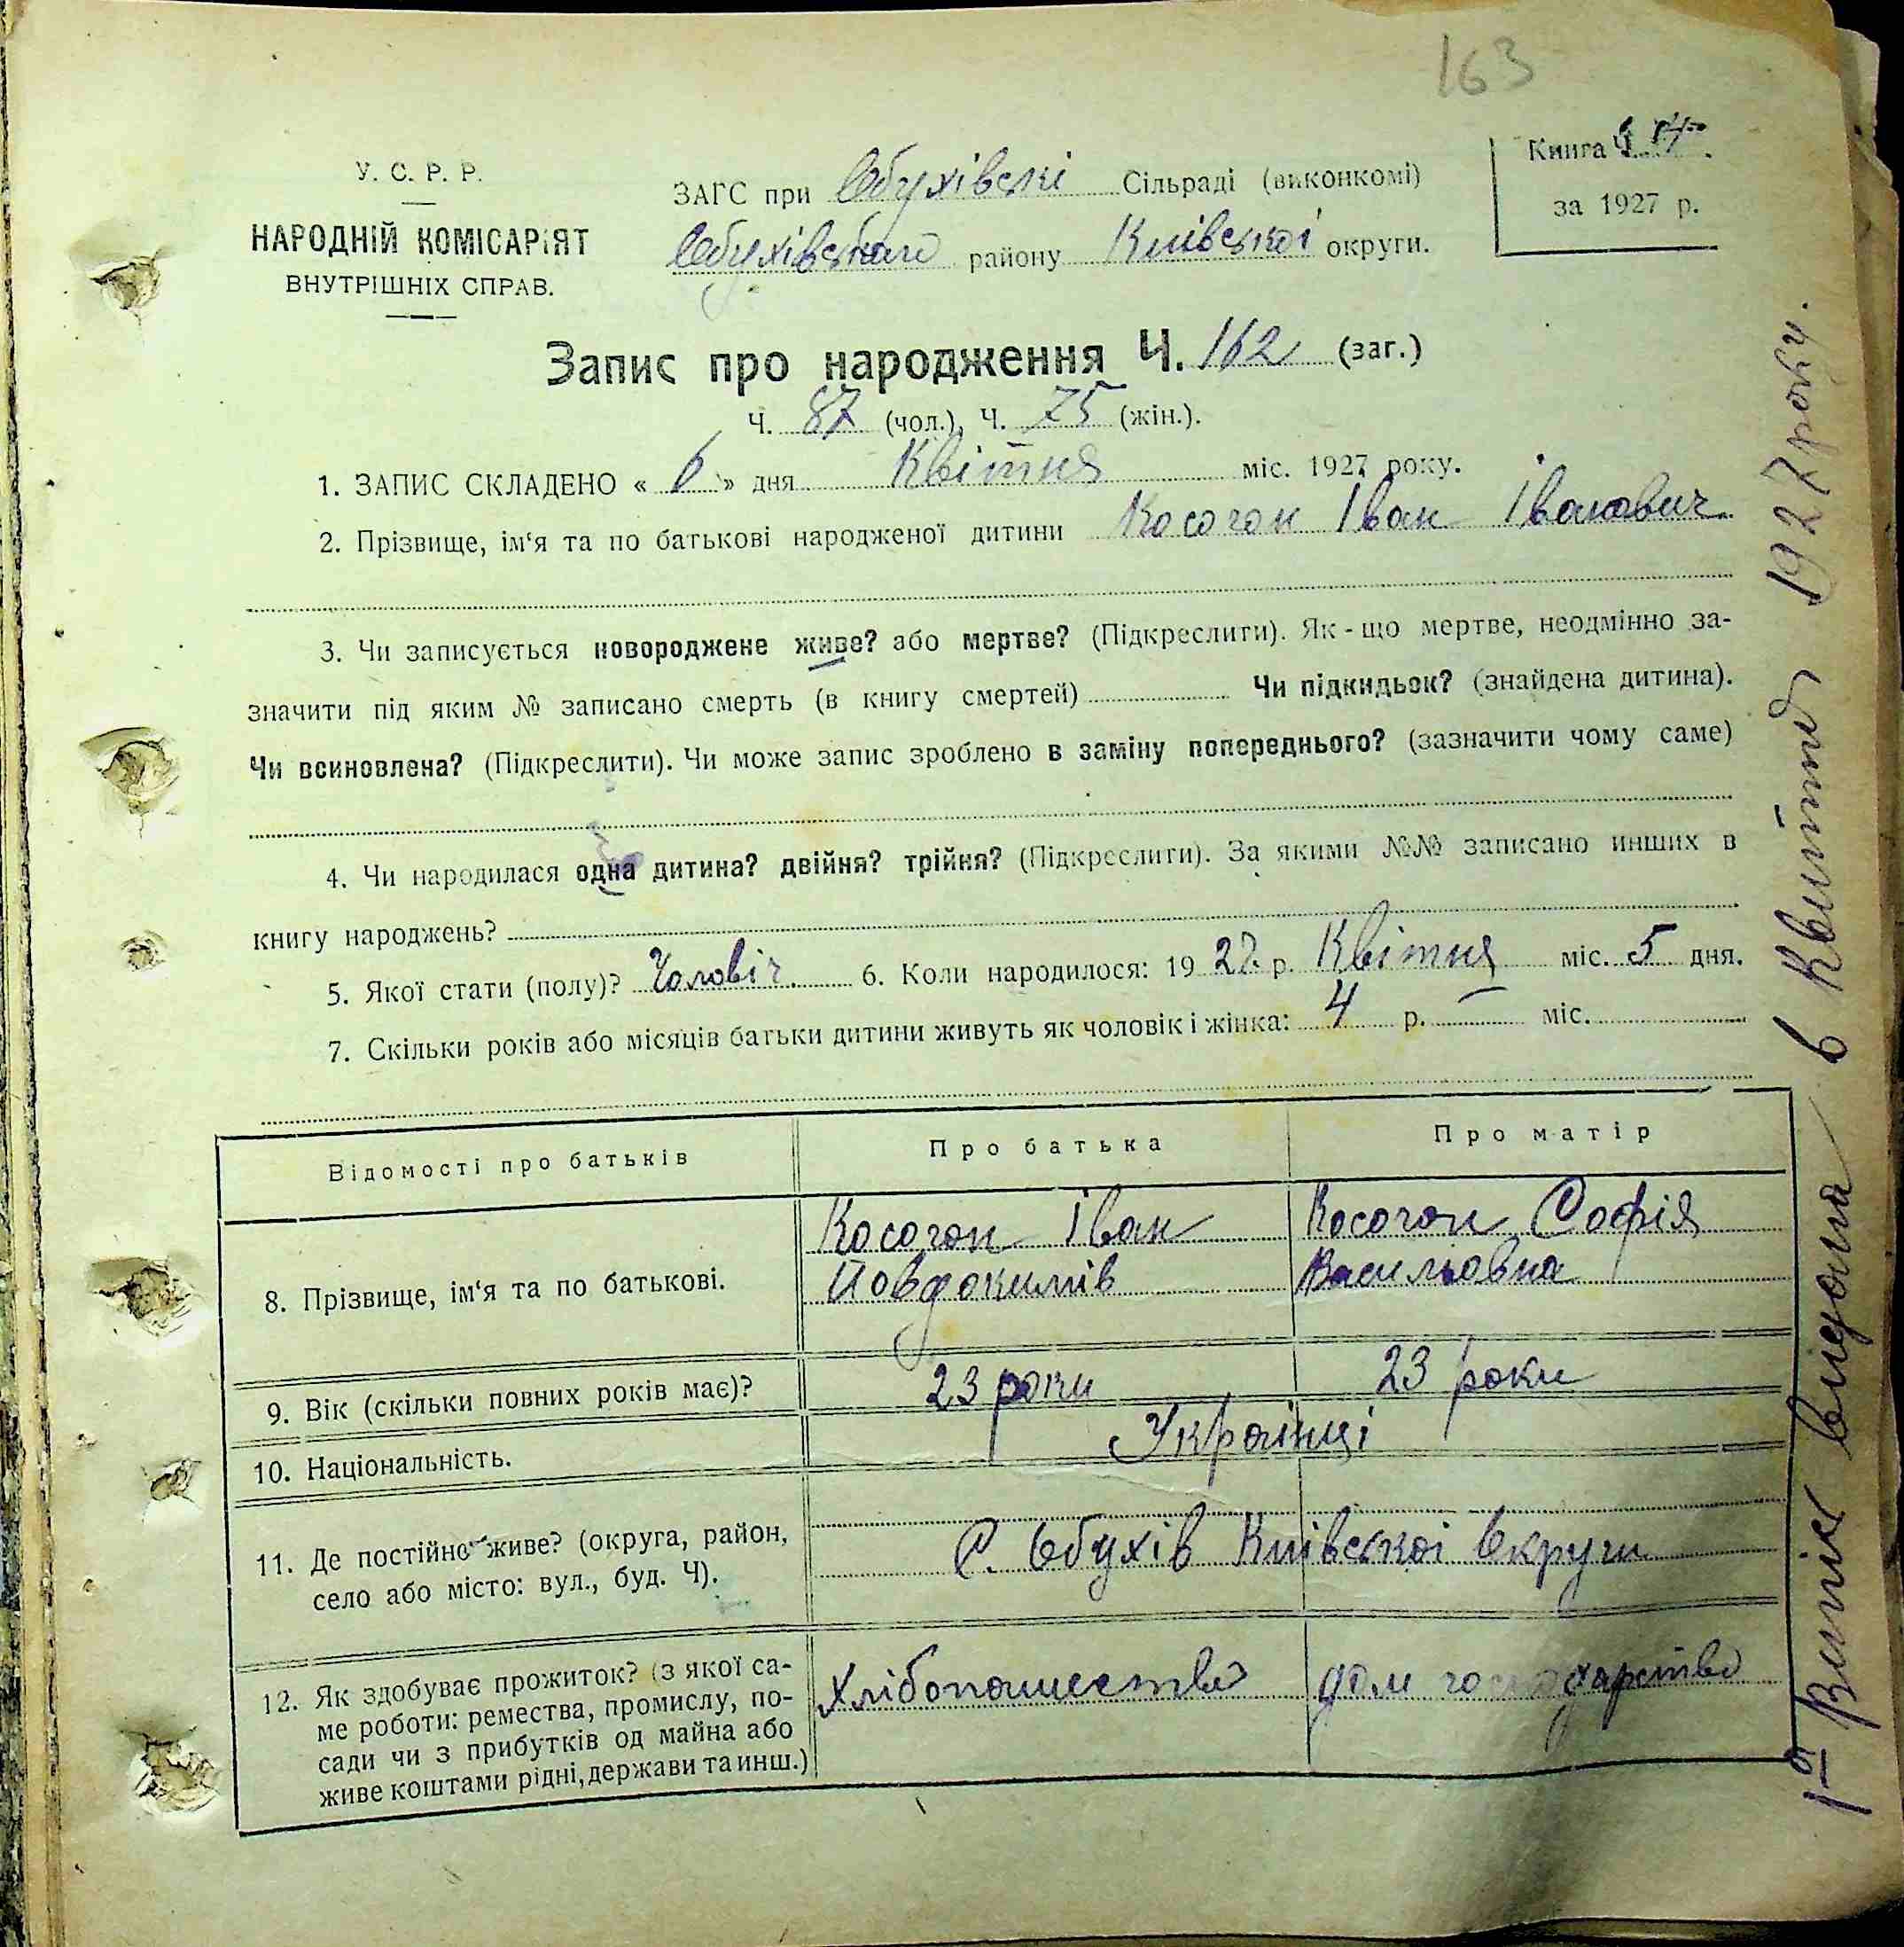 163
Книга Ч.
за 1927 р.
У. С. Р. Р.
НАРОДНІЙ КОМІСАРІЯТ
ВНУТРІШНІХ СПРАВ.
ЗАГС при Обухівскі Сільраді (виконкомі)
Обухівського району Київської округи.
Запис про народження Ч. 162 (заг.)
Ч. 87 (чол.), Ч. 75 (жін.).
1. ЗАПИС СКЛАДЕНО « 6 » дня Квітня міс. 1927 року.
2. Прізвище, ім‘я та по батькові народженої дитини Косогон Іван Іванович
3. Чи записується новороджене живе? або мертве? (Підкреслити). Як - що мертве, неодмінно за-
значити під яким № записано смерть (в книгу смертей) Чи підкидьок? (знайдена дитина).
Чи всиновлена? (Підкреслити). Чи може запис зроблено в заміну попереднього? (зазначити чому саме)
4. Чи народилася одна дитина? двійня? трійня? (Підкреслити). За якими №№ записано инших в
книгу народжень?
5. Якої стати (полу)? Чоловіч. 6. Коли народилося: 19 27 р. Квітня міс. 5 дня.
7. Скільки років або місяців батьки дитини живуть як чоловік і жінка: 4 р. — міс.
Відомості про батьків Про батька Про матір
8. Прізвище, ім‘я та по батькові.
Косогон Іван
Йовдокимів
Косогон Софія
Васильовна
9. Вік (скільки повних років має)? 23 роки 23 роки
10. Національність. Українці
11. Де постійно живе? (округа, район,
село або місто: вул., буд. Ч).
С. Обухів Київської Округи
12. Як здобуває прожиток? (з якої са-
ме роботи: ремества, промислу, по-
сади чи з прибутків од майна або
живе коштами рідні, держави та инш.)
Хлібопашество
дом господарство
Випис видана в Квитню 1927 року.